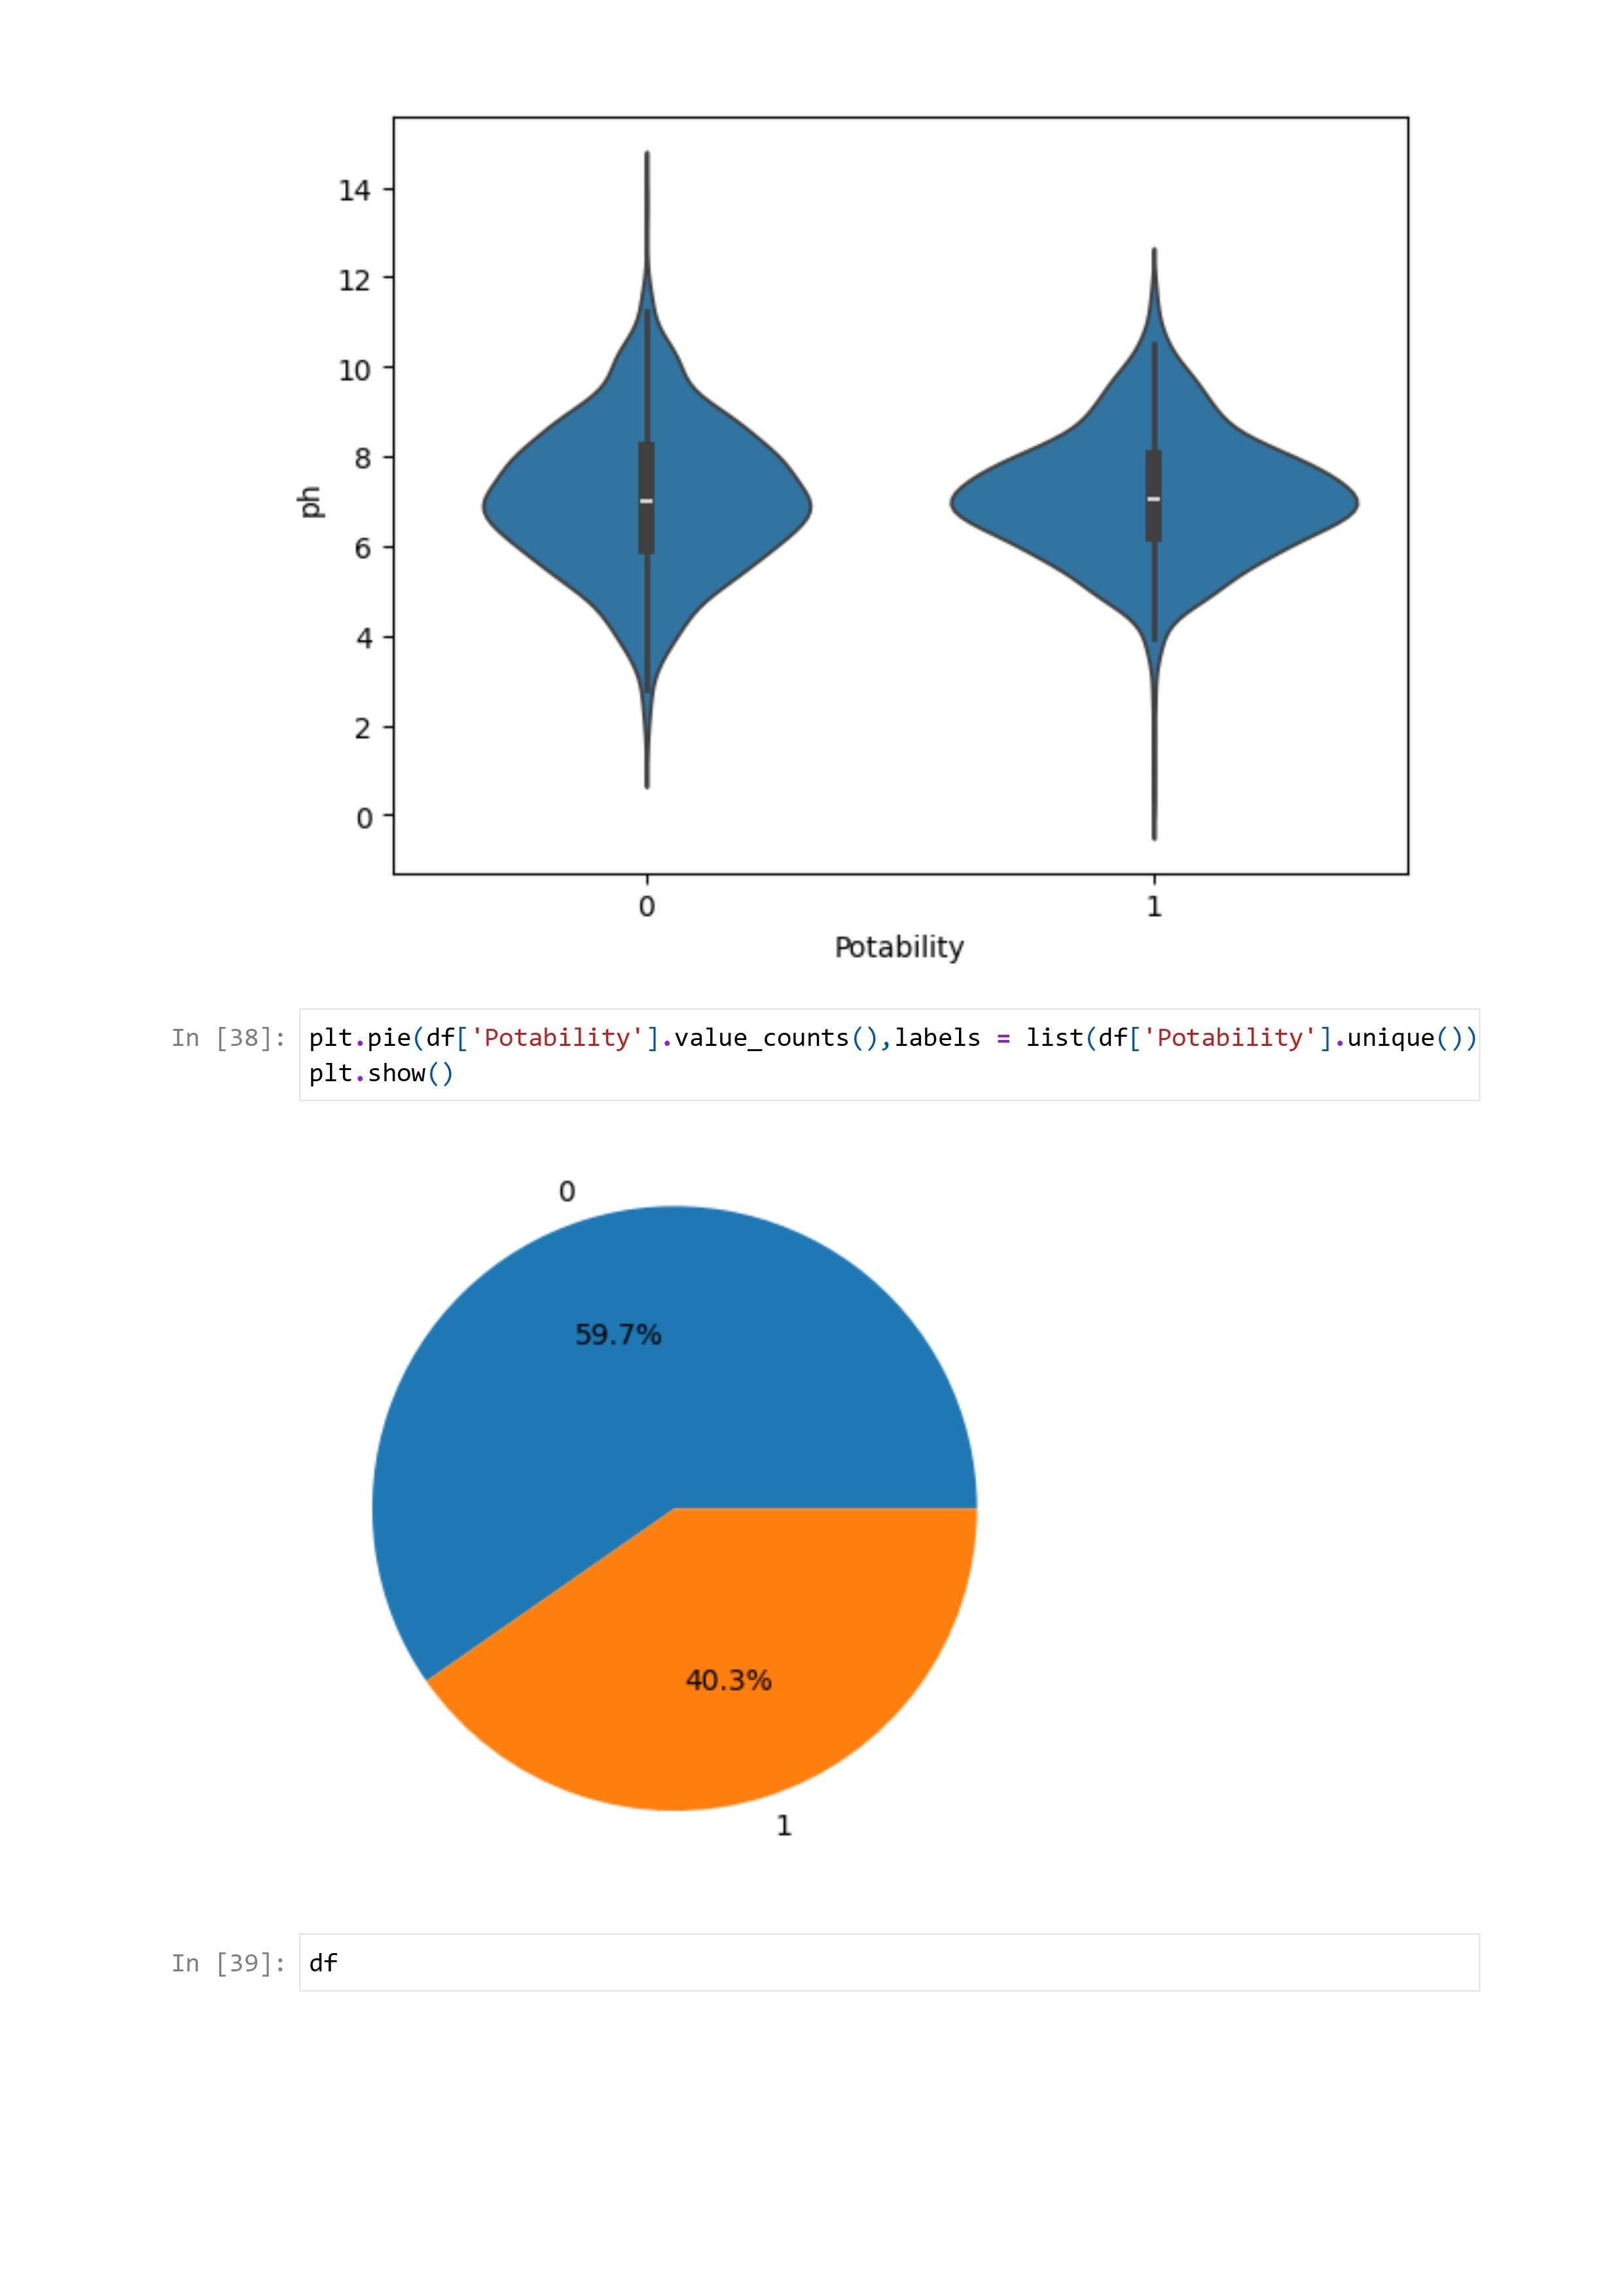 14
12
10
8
6
4
2
0
ph
0 1
Potability
In [38]: plt.pie(df['Potability'].value_counts(),labels = list(df['Potability'].unique())
plt.show()
0
59.7%
40.3%
1
In [39]: df